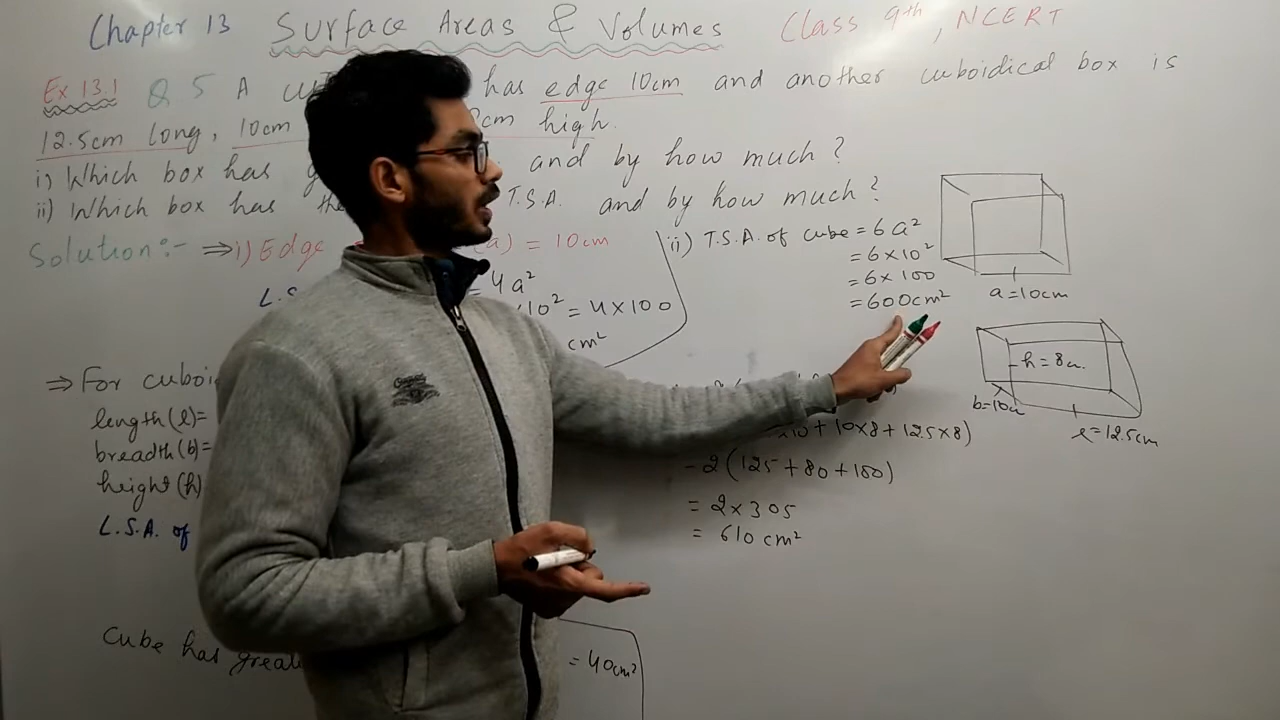 Chapter 13 Surface Areas & Volumes Class 9th, NCERT
Ex 13.1 Q 5 A has edge 10cm and another cuboidical box is
12.5cm long, 10cm cm high.
i) Which box has and by how much?
ii) Which box has the T.S.A. and by how much?
Solution:- ⇒ i) Edge (a) = 10cm
= 4a²
10² = 4×100
cm²
⇒ For cuboi
length (l) =
breadth (b) =
height (h)
L.S.A. of
Cube has great = 40cm²
ii) T.S.A. of cube = 6a²
= 6×10²
= 6×100
= 600cm²
10 + 10×8 + 12.5×8)
- 2(125 + 80 + 100)
= 2×305
= 610 cm²
a=10cm
h=8c
b=10c
l=12.5cm